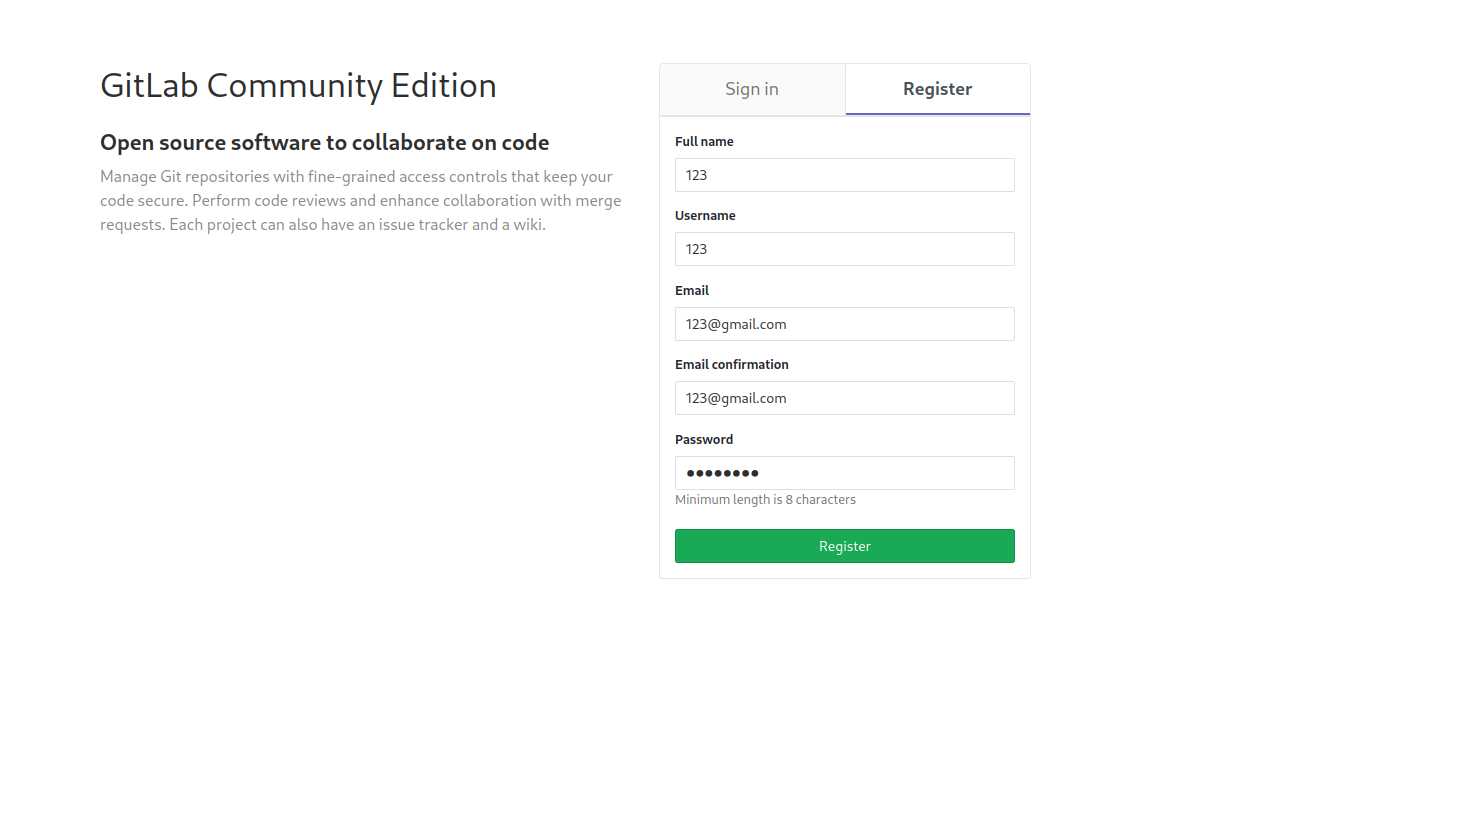 GitLab Community Edition
Open source software to collaborate on code
Manage Git repositories with fine-grained access controls that keep your
code secure. Perform code reviews and enhance collaboration with merge
requests. Each project can also have an issue tracker and a wiki.
Sign in
Register
Full name
123
Username
123
Email
123@gmail.com
Email confirmation
123@gmail.com
Password
●●●●●●●●
Minimum length is 8 characters
Register